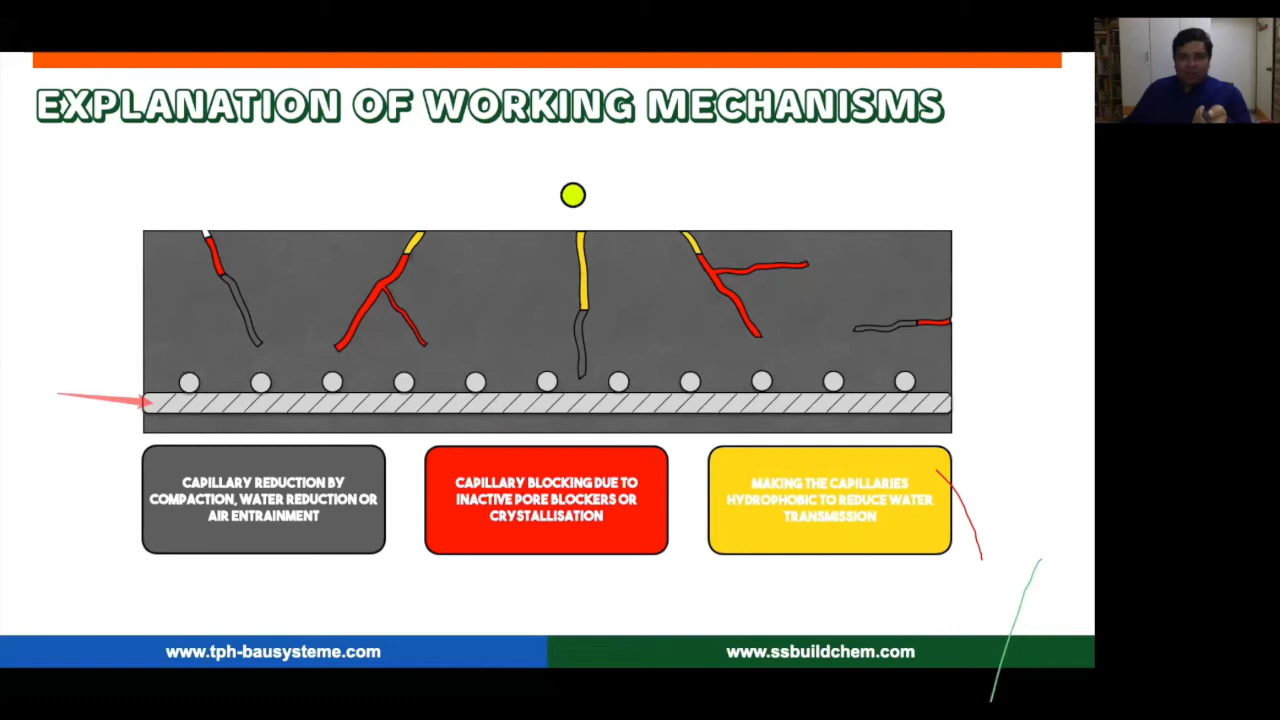 EXPLANATION OF WORKING MECHANISMS
CAPILLARY REDUCTION BY
COMPACTION, WATER REDUCTION OR
AIR ENTRAINMENT
CAPILLARY BLOCKING DUE TO
INACTIVE PORE BLOCKERS OR
CRYSTALLISATION
MAKING THE CAPILLARIES
HYDROPHOBIC TO REDUCE WATER
TRANSMISSION
www.tph-bausysteme.com
www.ssbuildchem.com